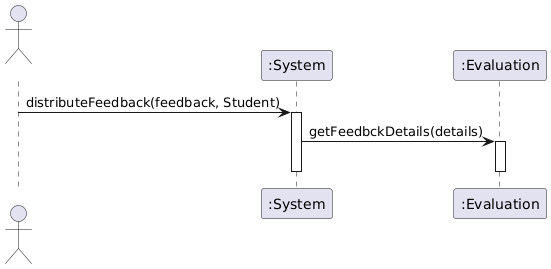 :System
:Evaluation
distributeFeedback(feedback, Student)
getFeedbckDetails(details)
:System
:Evaluation